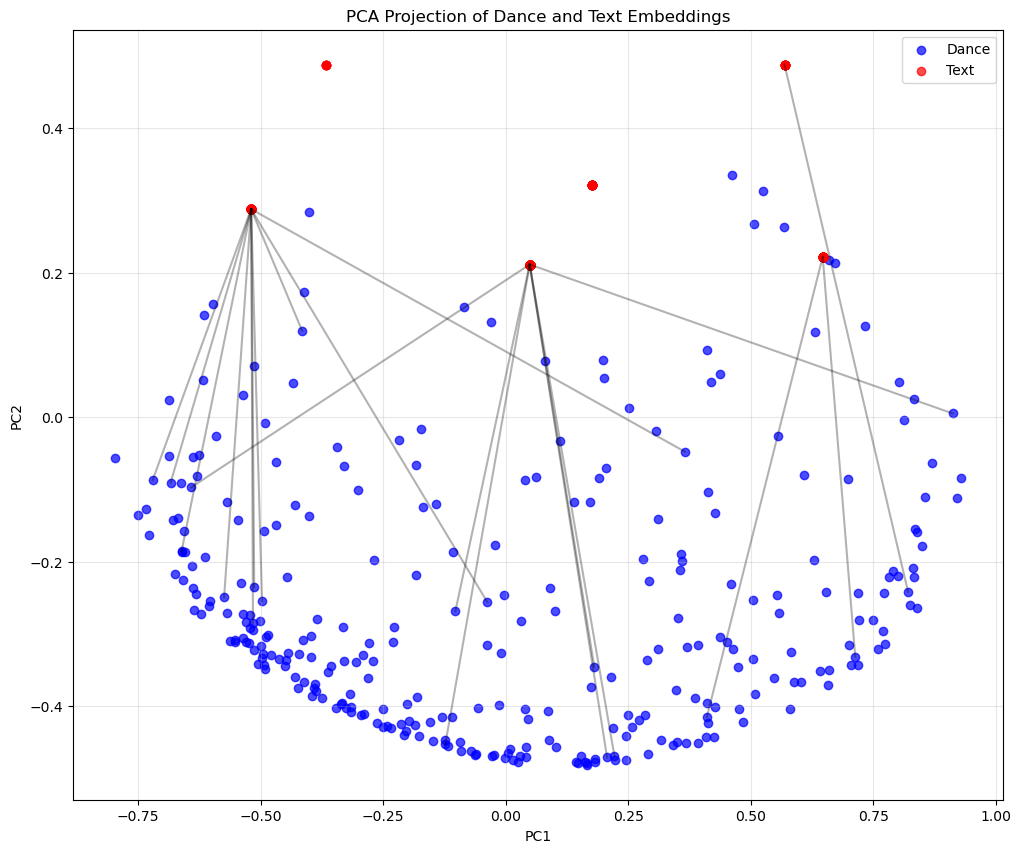 PCA Projection of Dance and Text Embeddings
Dance
Text
PC2
0.4
0.2
0.0
−0.2
−0.4
−0.75
−0.50
−0.25
0.00
0.25
0.50
0.75
1.00
PC1